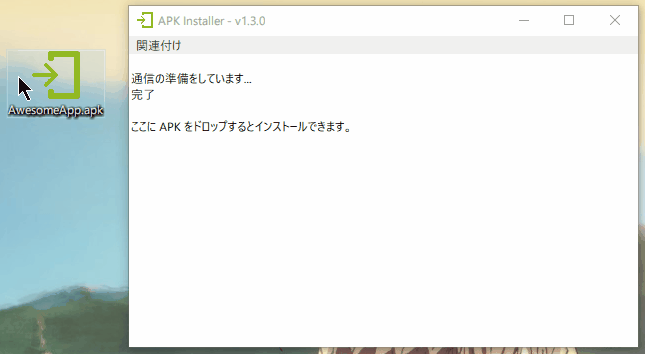 APK Installer - v1.3.0
関連付け
通信の準備をしています...
完了
ここに APK をドロップするとインストールできます。
AwesomeApp.apk